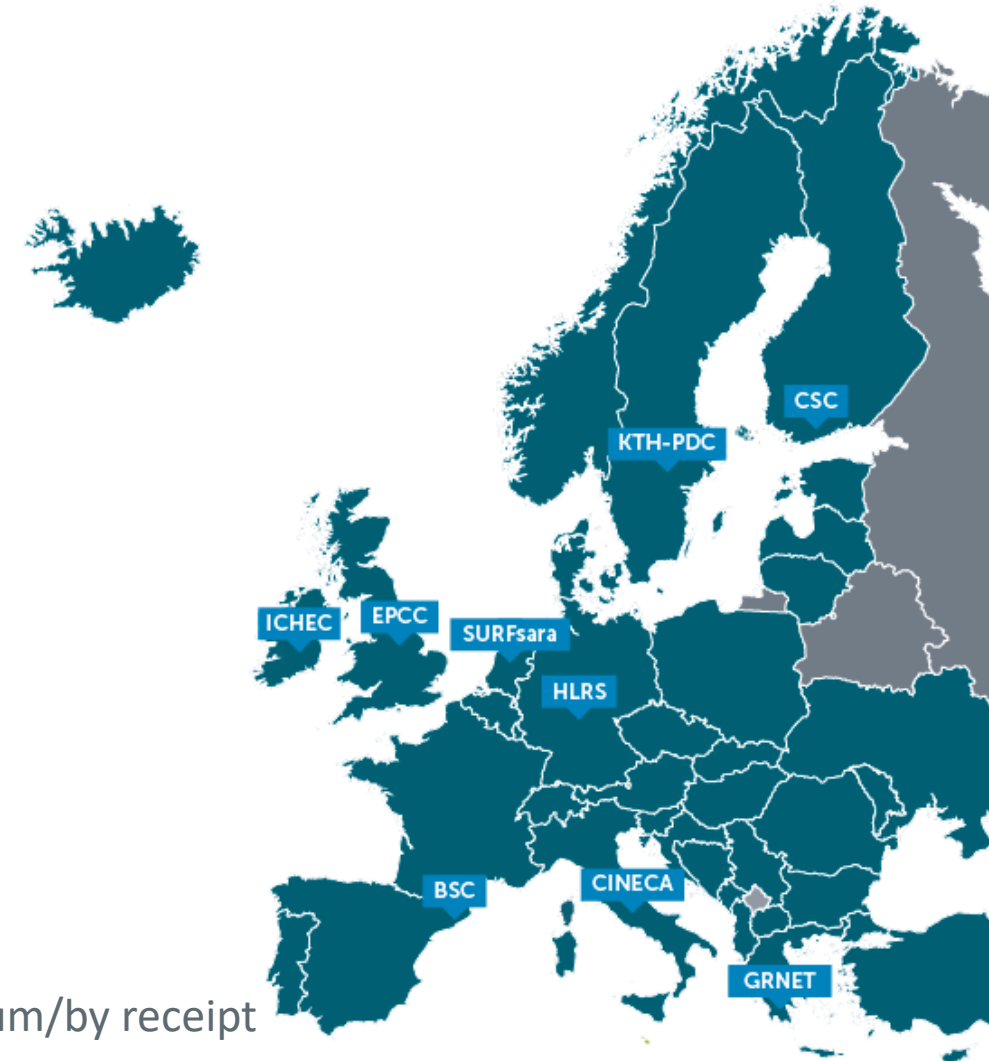 CSC
KTH-PDC
ICHEC
EPCC
SURFsara
HLRS
BSC
CINECA
GRNET
um/by receipt